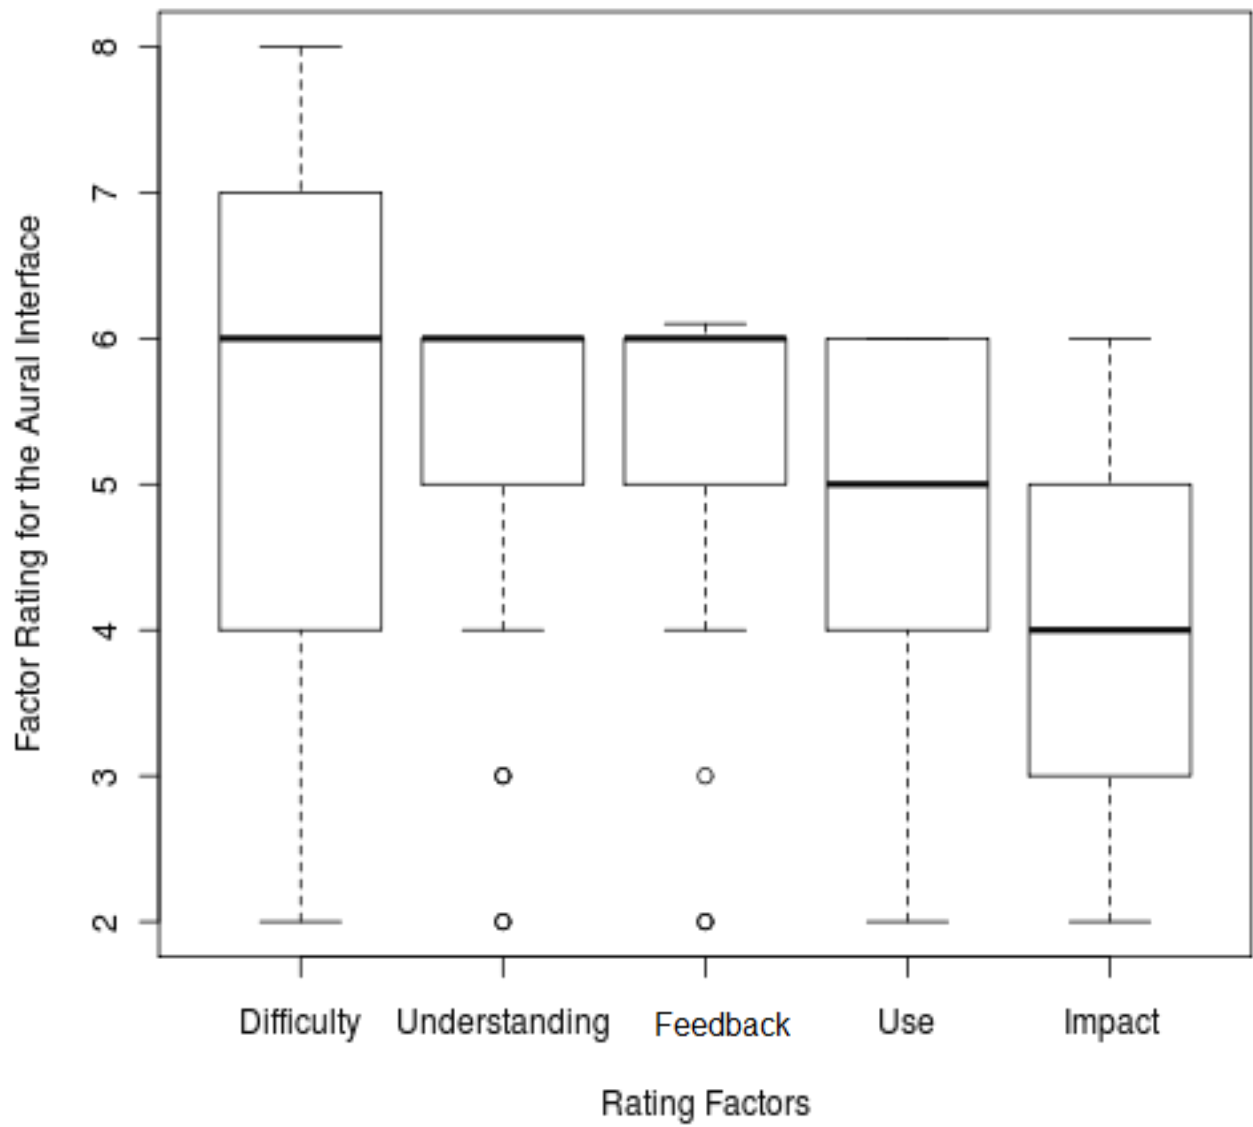 Factor Rating for the Aural Interface
8
7
6
5
4
3
2
Difficulty Understanding Feedback Use Impact
Rating Factors